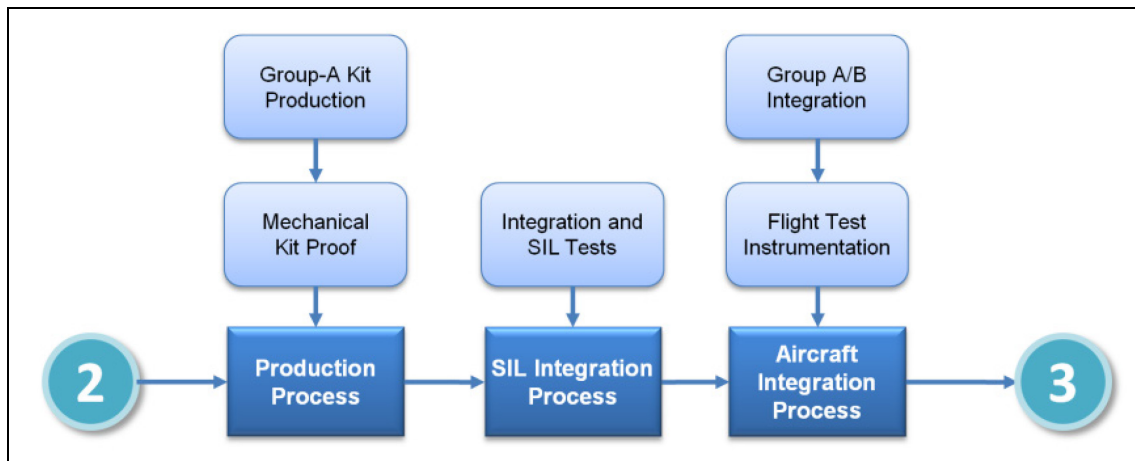 Group-A Kit
Production
Group A/B
Integration
Mechanical
Kit Proof
Integration and
SIL Tests
Flight Test
Instrumentation
2
Production
Process
SIL Integration
Process
Aircraft
Integration
Process
3